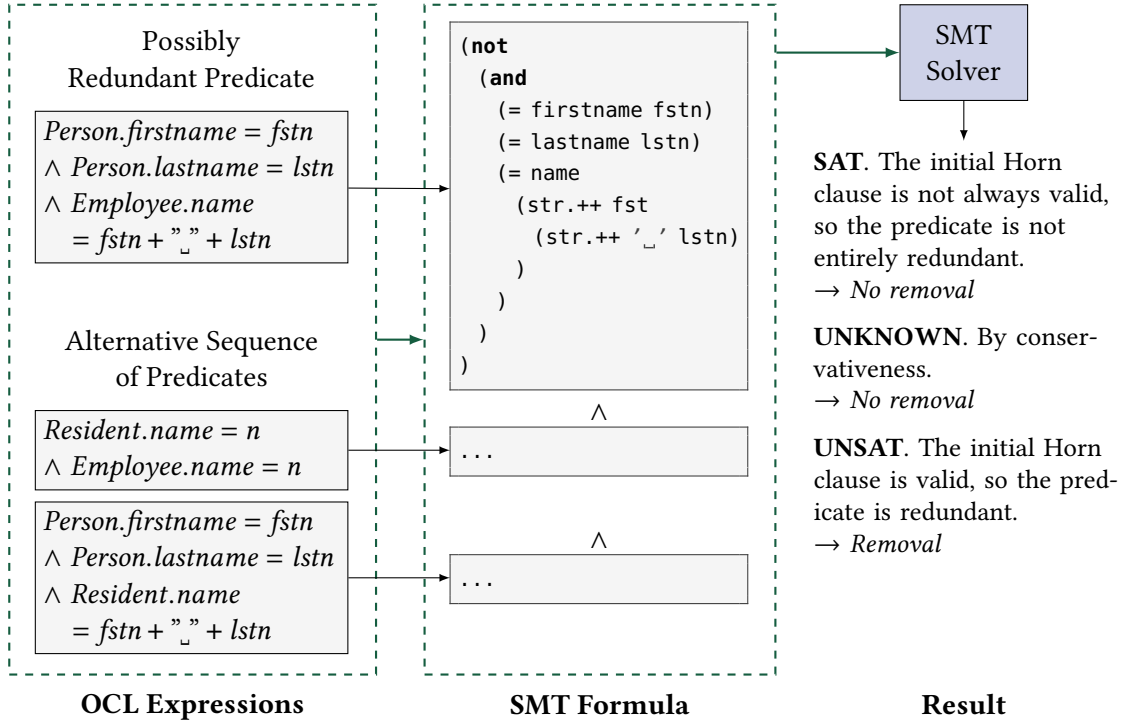 Possibly
Redundant Predicate
Person.firstname = fstn
∧ Person.lastname = lstn
∧ Employee.name
= fstn + ”␣” + lstn
Alternative Sequence
of Predicates
Resident.name = n
∧ Employee.name = n
Person.firstname = fstn
∧ Person.lastname = lstn
∧ Resident.name
= fstn + ”␣” + lstn
OCL Expressions
(not
(and
(= firstname fstn)
(= lastname lstn)
(= name
(str.++ fst
(str.++ ’␣’ lstn)
)
)
)
)
∧
...
∧
...
SMT Formula
SMT
Solver
SAT. The initial Horn
clause is not always valid,
so the predicate is not
entirely redundant.
→ No removal
UNKNOWN. By conser-
vativeness.
→ No removal
UNSAT. The initial Horn
clause is valid, so the pred-
icate is redundant.
→ Removal
Result